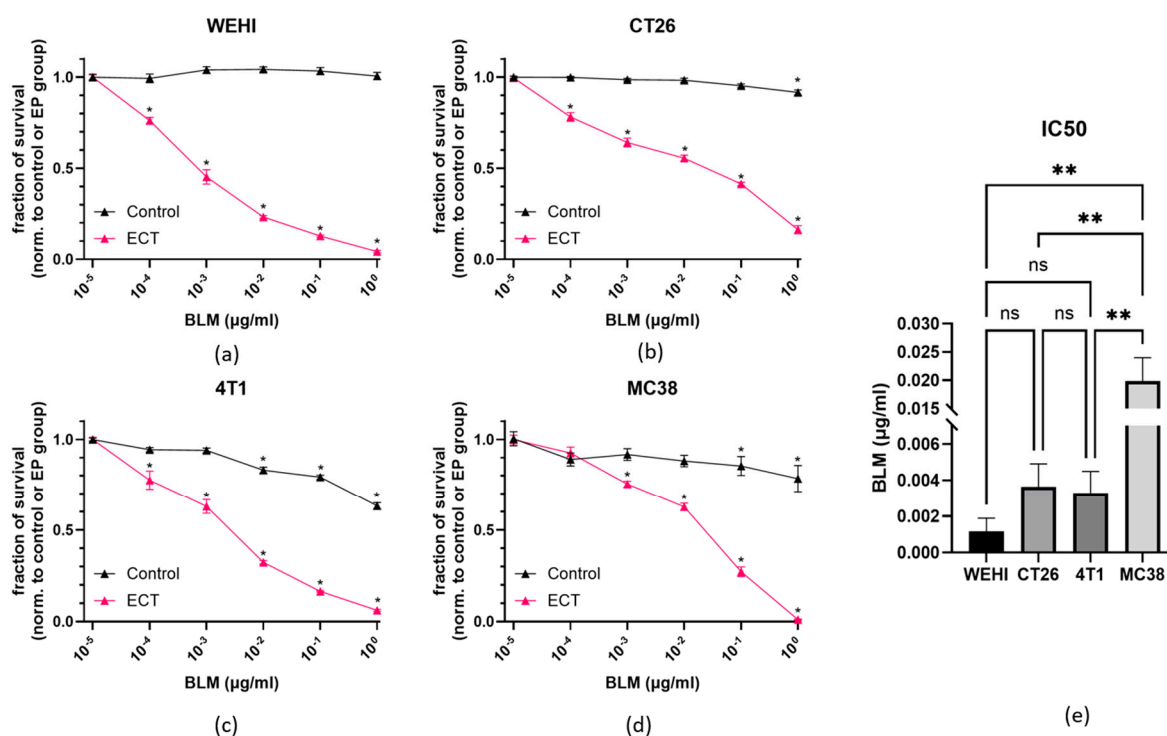 WEHI
fraction of survival
(norm. to control or EP group)
1.0
0.5
0.0
*
*
*
*
*
Control
ECT
10⁻⁵
10⁻⁴
10⁻³
10⁻²
10⁻¹
10⁰
BLM (µg/ml)
(a)
CT26
fraction of survival
(norm. to control or EP group)
1.0
0.5
0.0
*
*
*
*
*
*
Control
ECT
10⁻⁵
10⁻⁴
10⁻³
10⁻²
10⁻¹
10⁰
BLM (µg/ml)
(b)
4T1
fraction of survival
(norm. to control or EP group)
1.0
0.5
0.0
*
*
*
*
*
*
*
*
Control
ECT
10⁻⁵
10⁻⁴
10⁻³
10⁻²
10⁻¹
10⁰
BLM (µg/ml)
(c)
MC38
fraction of survival
(norm. to control or EP group)
1.0
0.5
0.0
*
*
*
*
*
*
Control
ECT
10⁻⁵
10⁻⁴
10⁻³
10⁻²
10⁻¹
10⁰
BLM (µg/ml)
(d)
IC50
**
**
ns
ns
ns
**
BLM (µg/ml)
0.030
0.025
0.020
0.015
0.006
0.004
0.002
0.000
WEHI
CT26
4T1
MC38
(e)